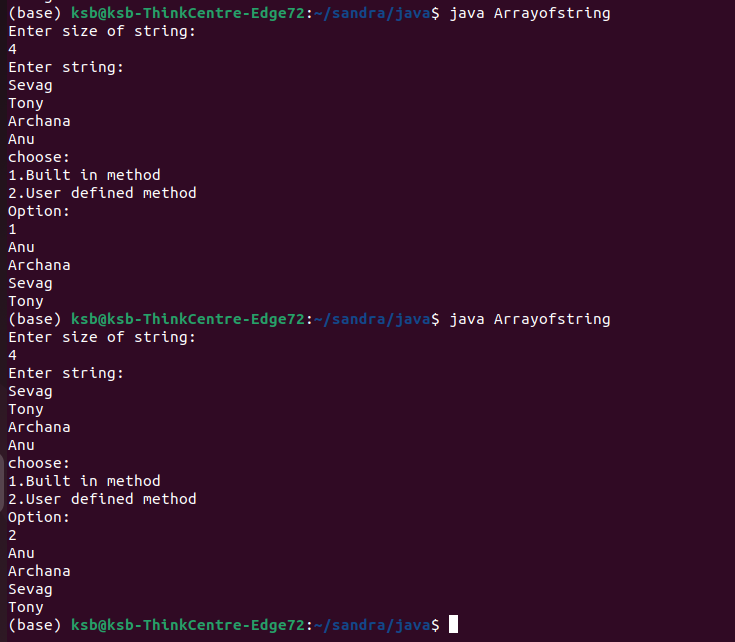 (base) ksb@ksb-ThinkCentre-Edge72:~/sandra/java$ java Arrayofstring
Enter size of string:
4
Enter string:
Sevag
Tony
Archana
Anu
choose:
1.Built in method
2.User defined method
Option:
1
Anu
Archana
Sevag
Tony
(base) ksb@ksb-ThinkCentre-Edge72:~/sandra/java$ java Arrayofstring
Enter size of string:
4
Enter string:
Sevag
Tony
Archana
Anu
choose:
1.Built in method
2.User defined method
Option:
2
Anu
Archana
Sevag
Tony
(base) ksb@ksb-ThinkCentre-Edge72:~/sandra/java$